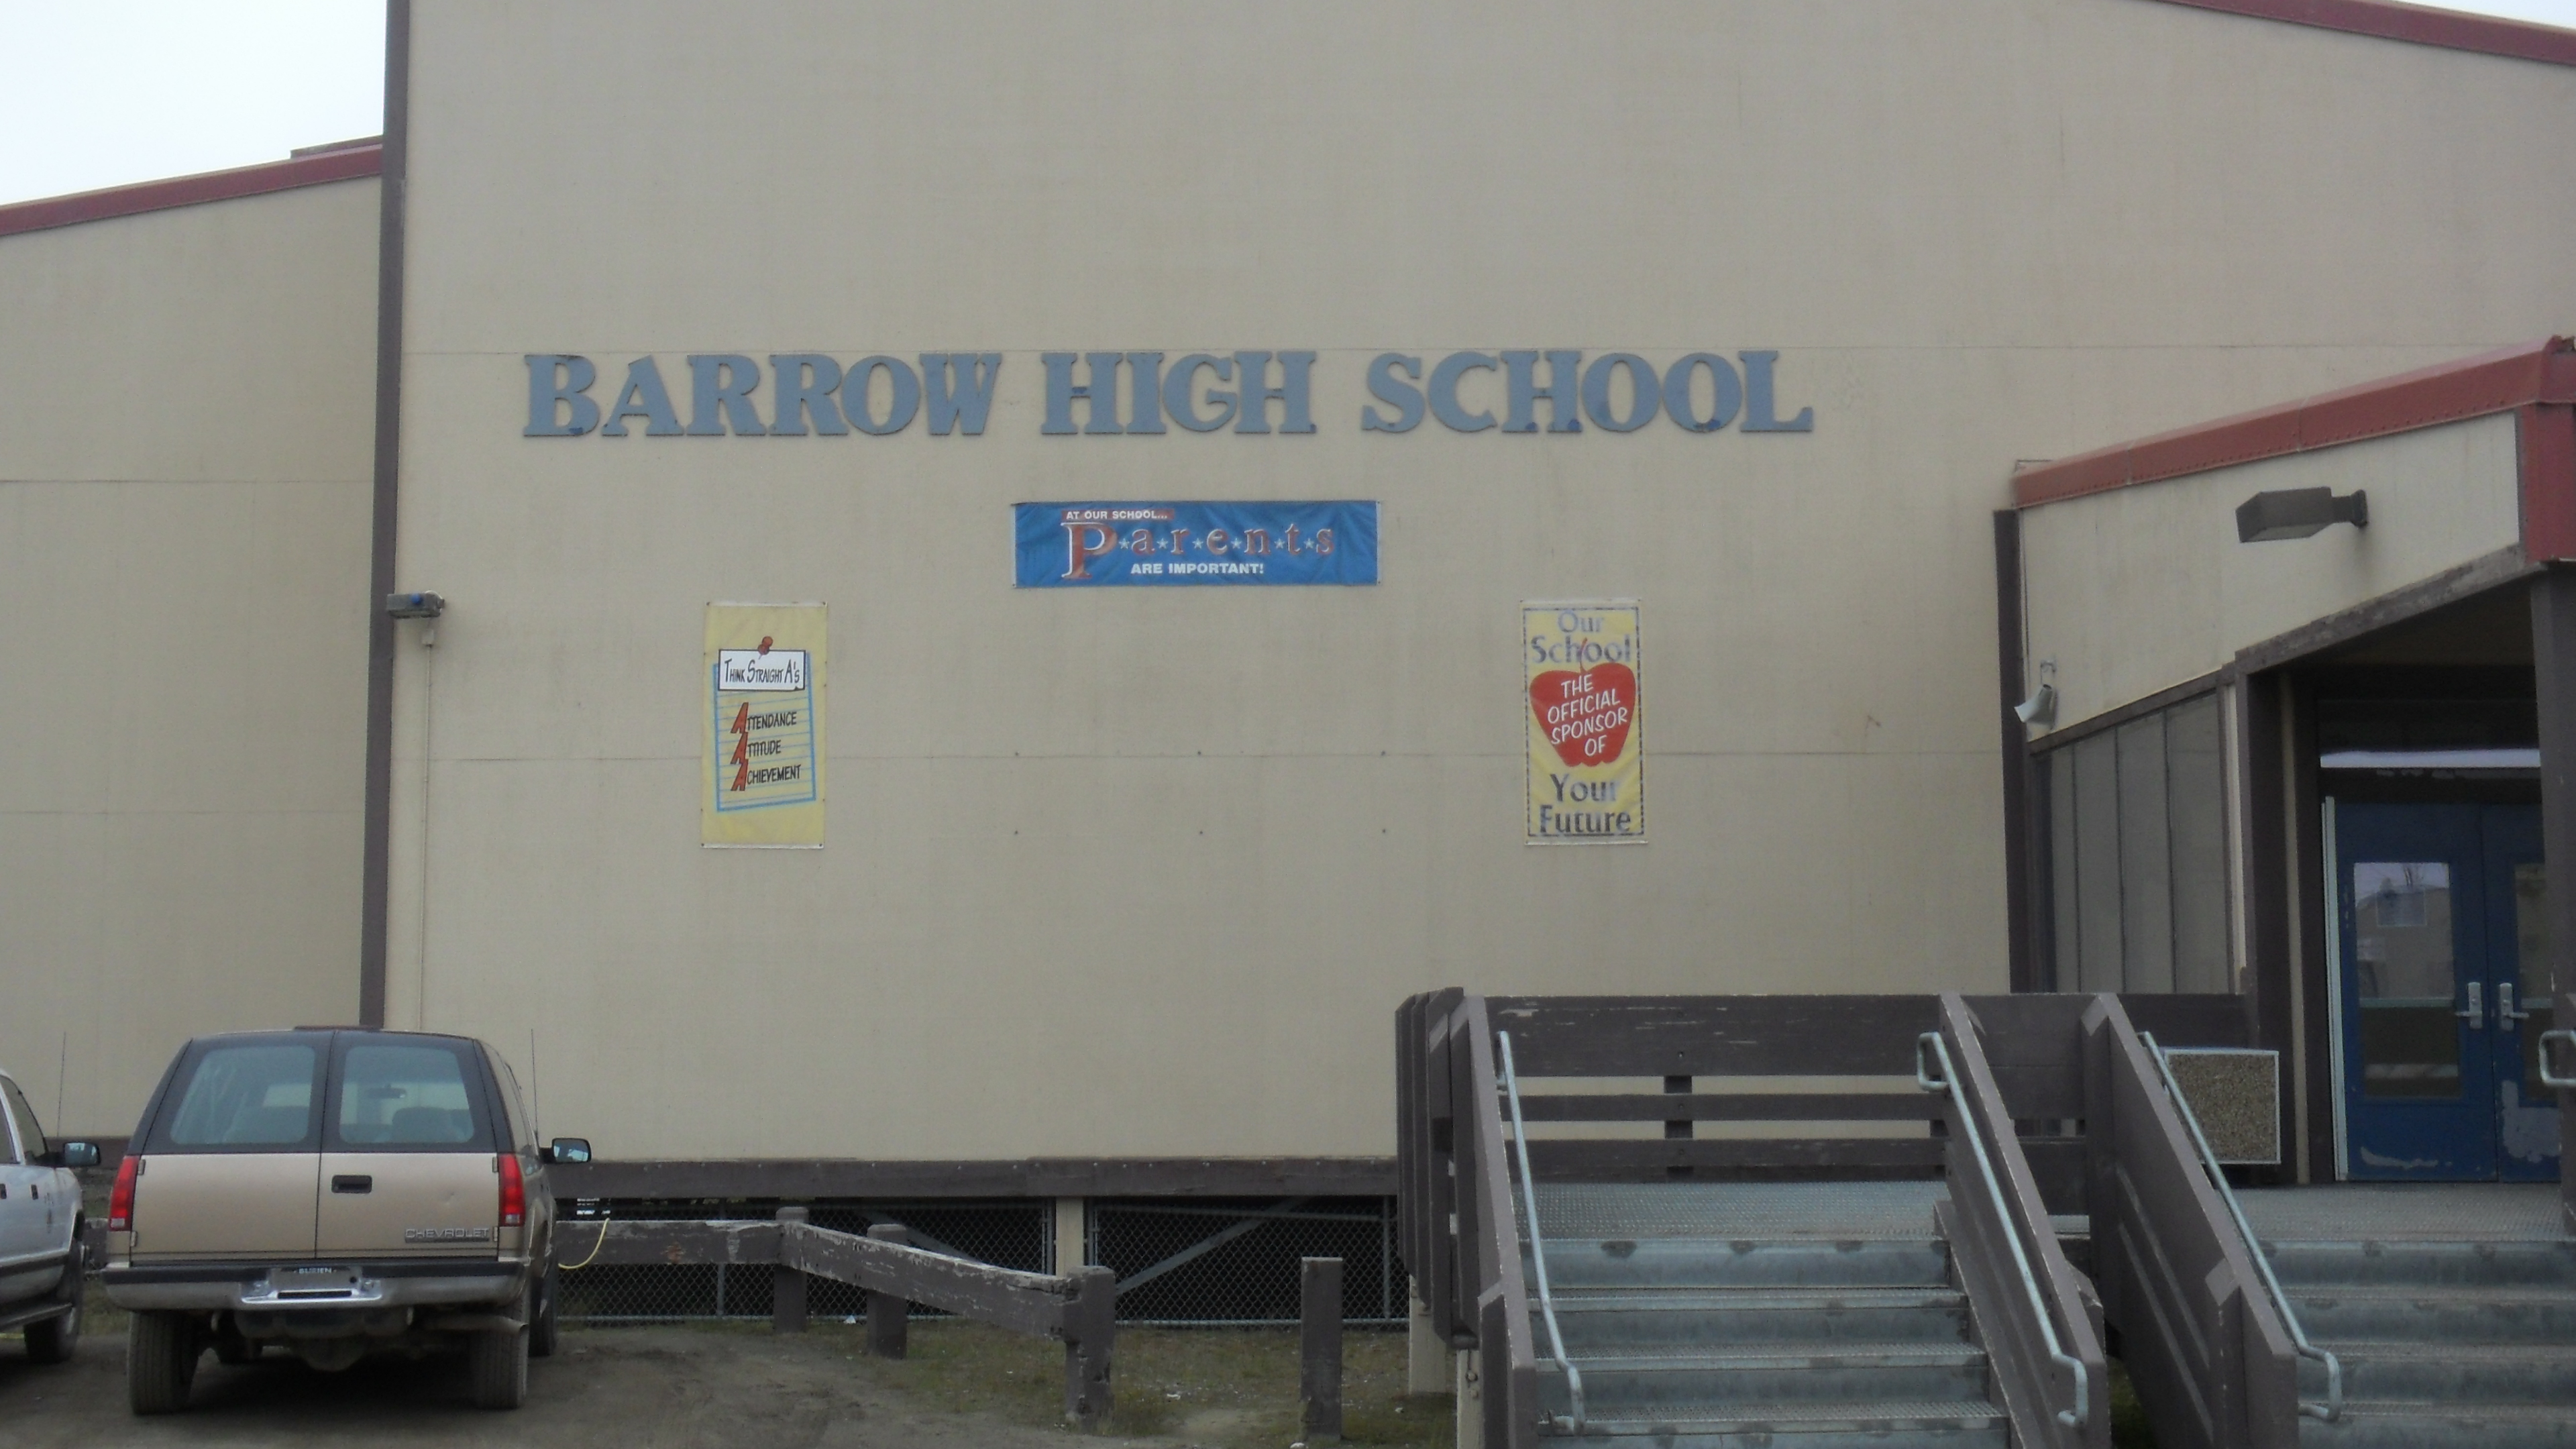 BARROW HIGH SCHOOL
AT OUR SCHOOL...
P*a*r*e*n*t*s
ARE IMPORTANT!
THINK STRAIGHT A's
ATTENDANCE
ATTITUDE
ACHIEVEMENT
Our
School
THE
OFFICIAL
SPONSOR
OF
Your
Future
CHEVROLET